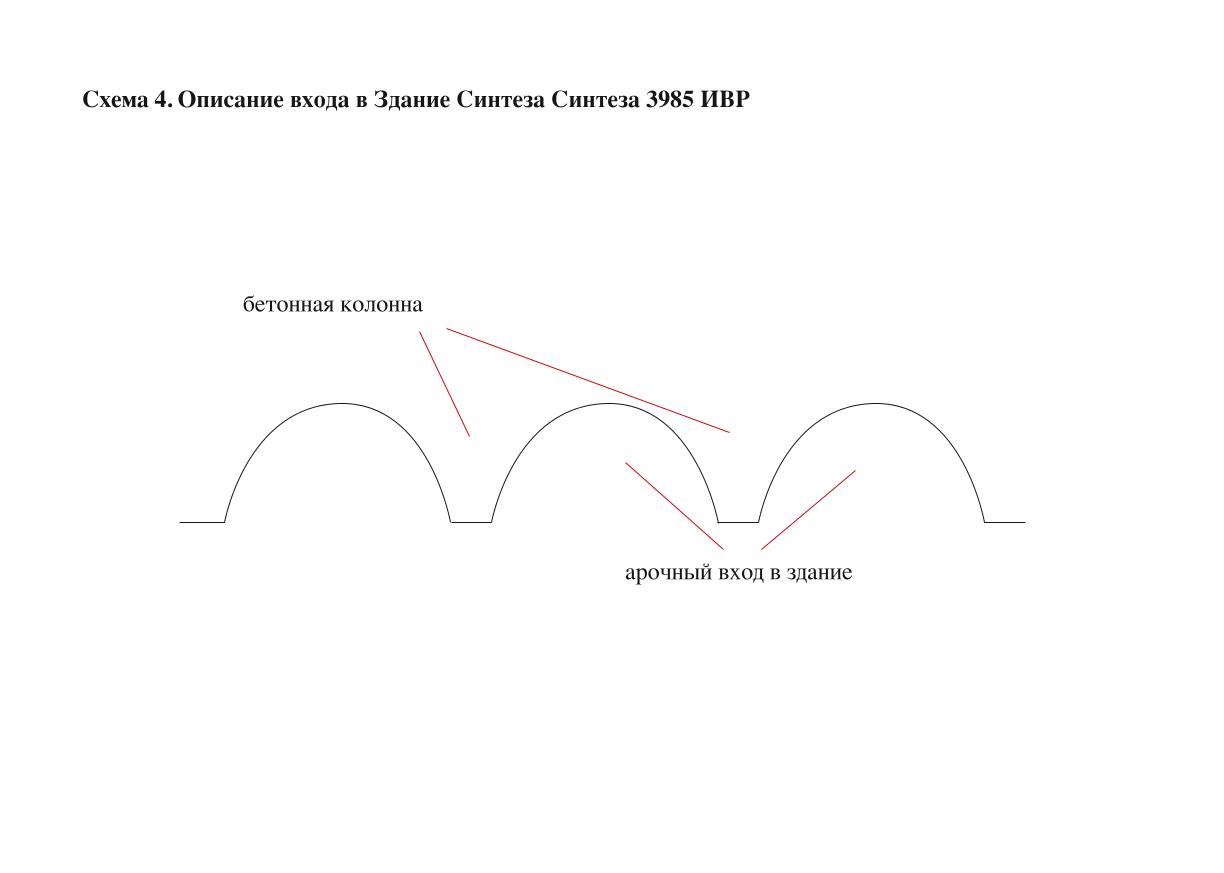 Схема 4. Описание входа в Здание Синтеза Синтеза 3985 ИВР
бетонная колонна
арочный вход в здание